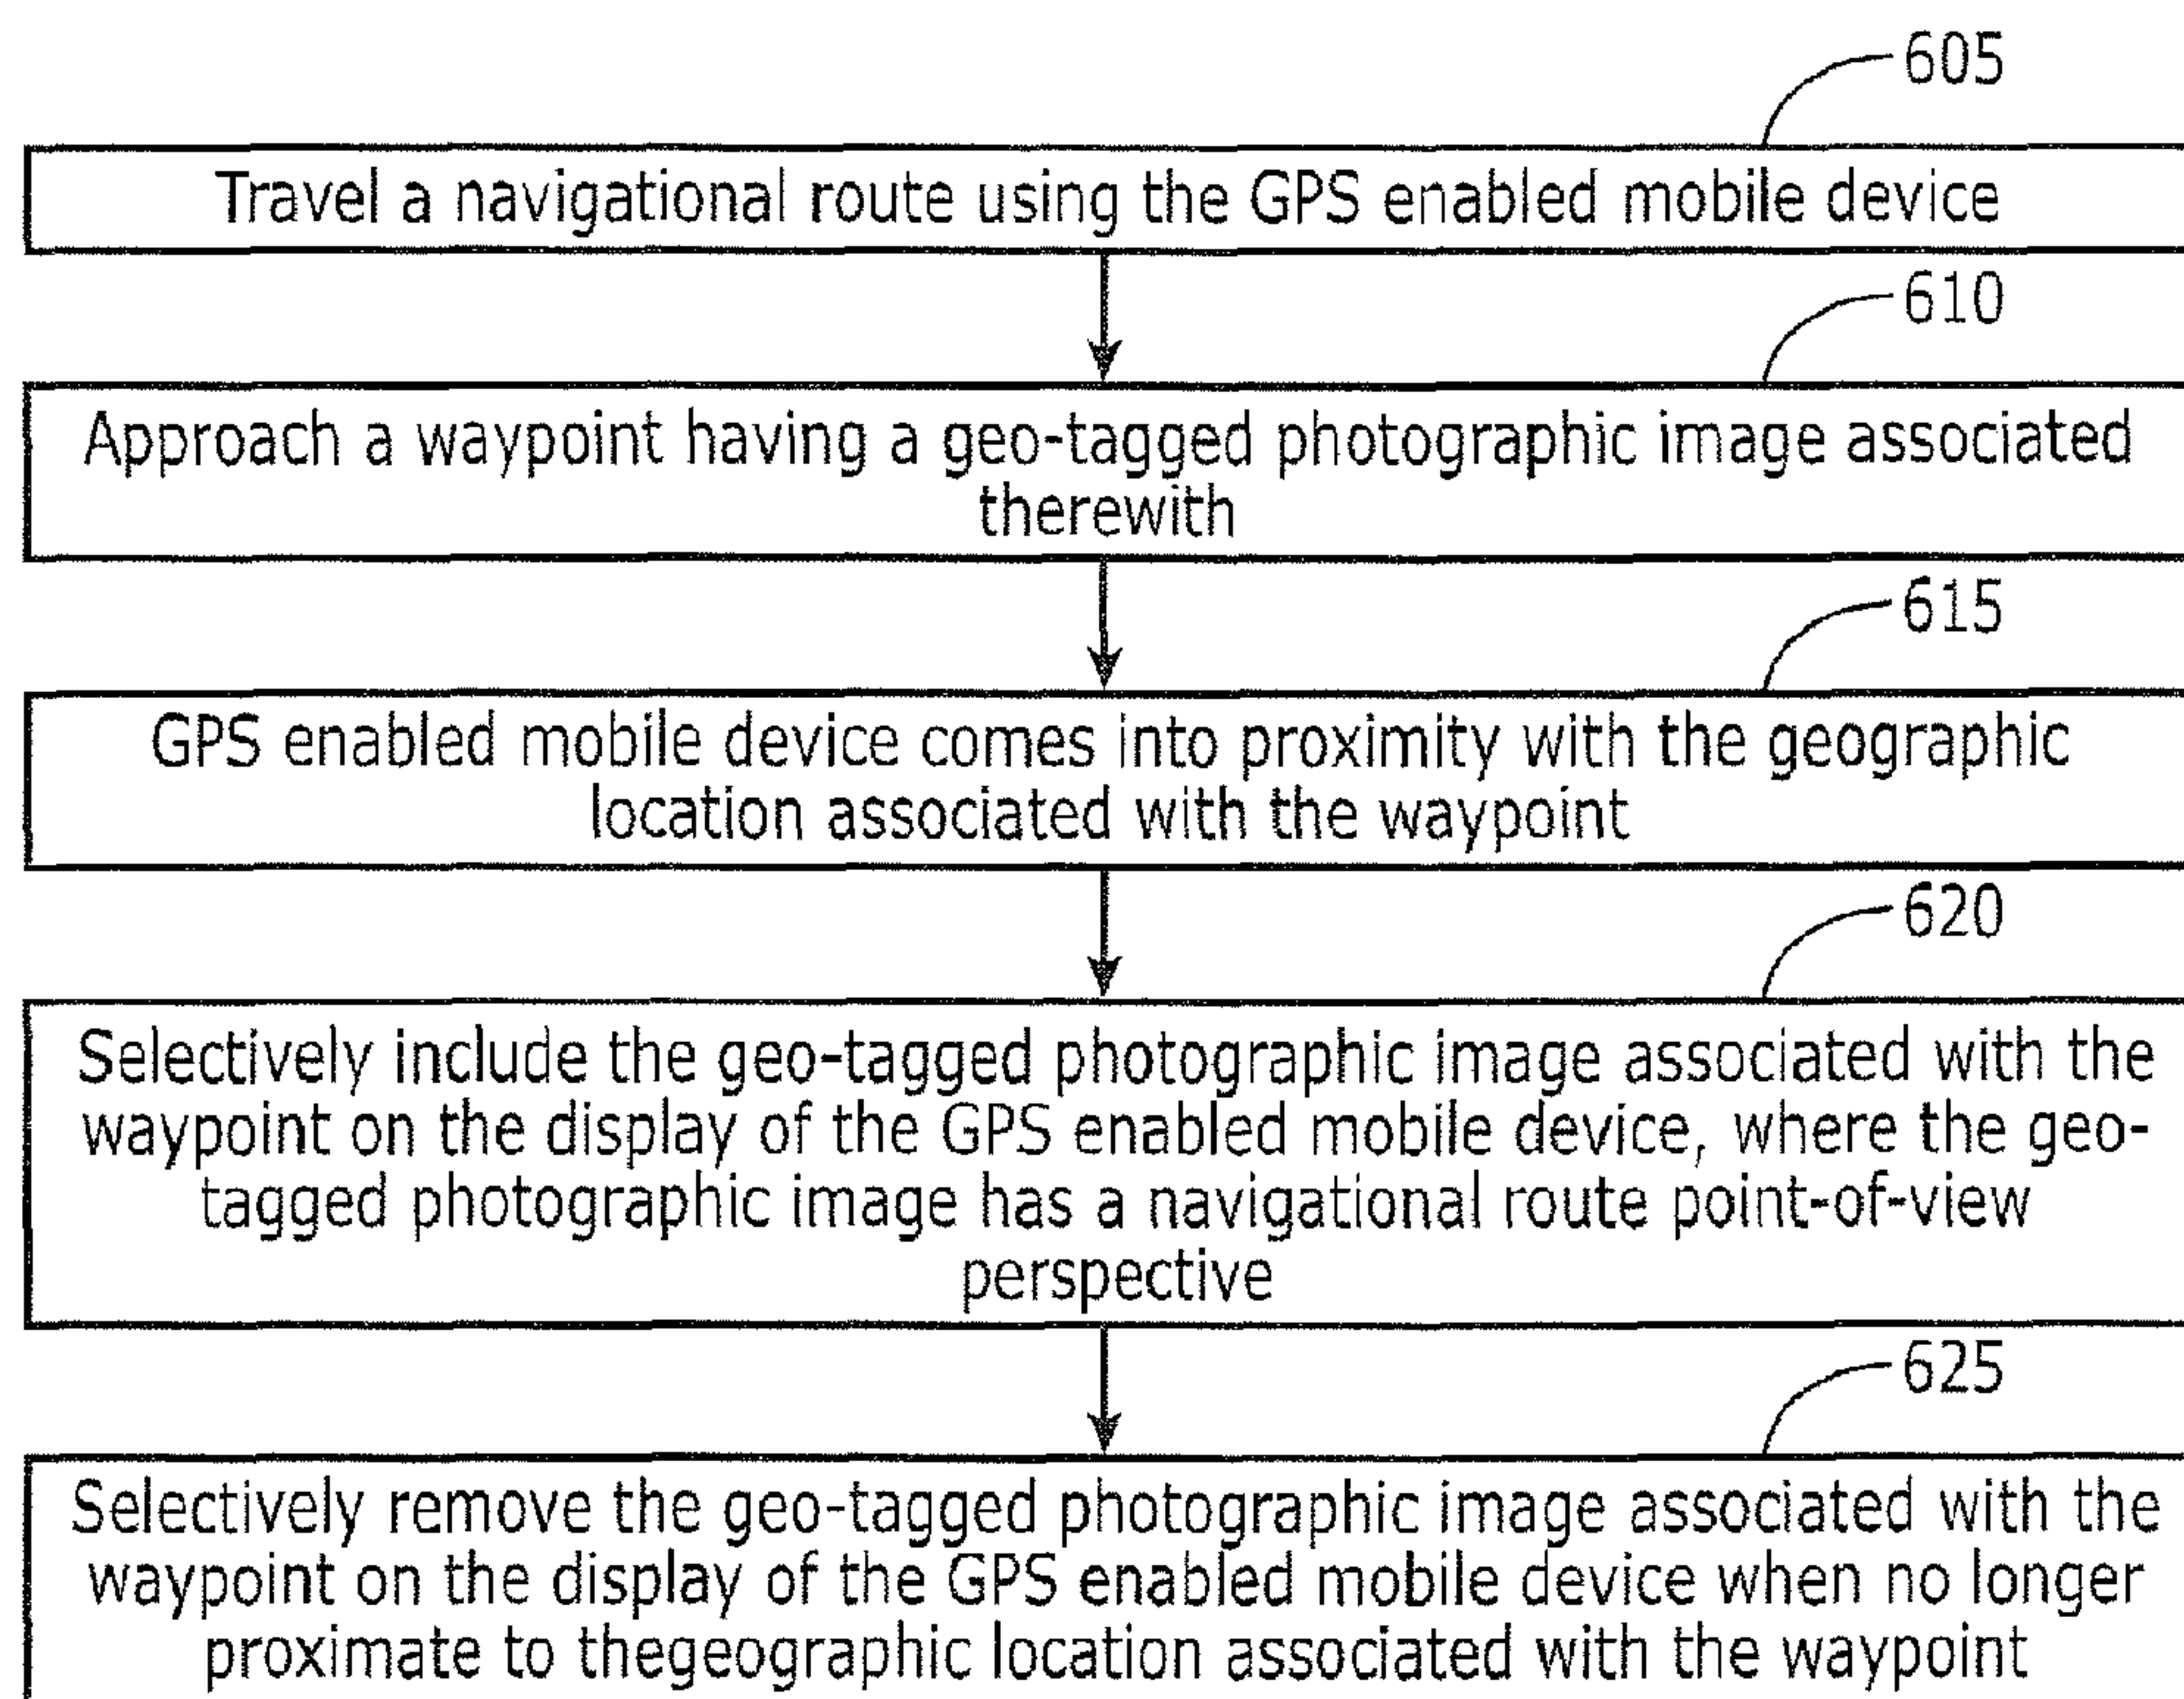 605
Travel a navigational route using the GPS enabled mobile device
610
Approach a waypoint having a geo-tagged photographic image associated
therewith
615
GPS enabled mobile device comes into proximity with the geographic
location associated with the waypoint
620
Selectively include the geo-tagged photographic image associated with the
waypoint on the display of the GPS enabled mobile device, where the geo-
tagged photographic image has a navigational route point-of-view
perspective
625
Selectively remove the geo-tagged photographic image associated with the
waypoint on the display of the GPS enabled mobile device when no longer
proximate to thegeographic location associated with the waypoint